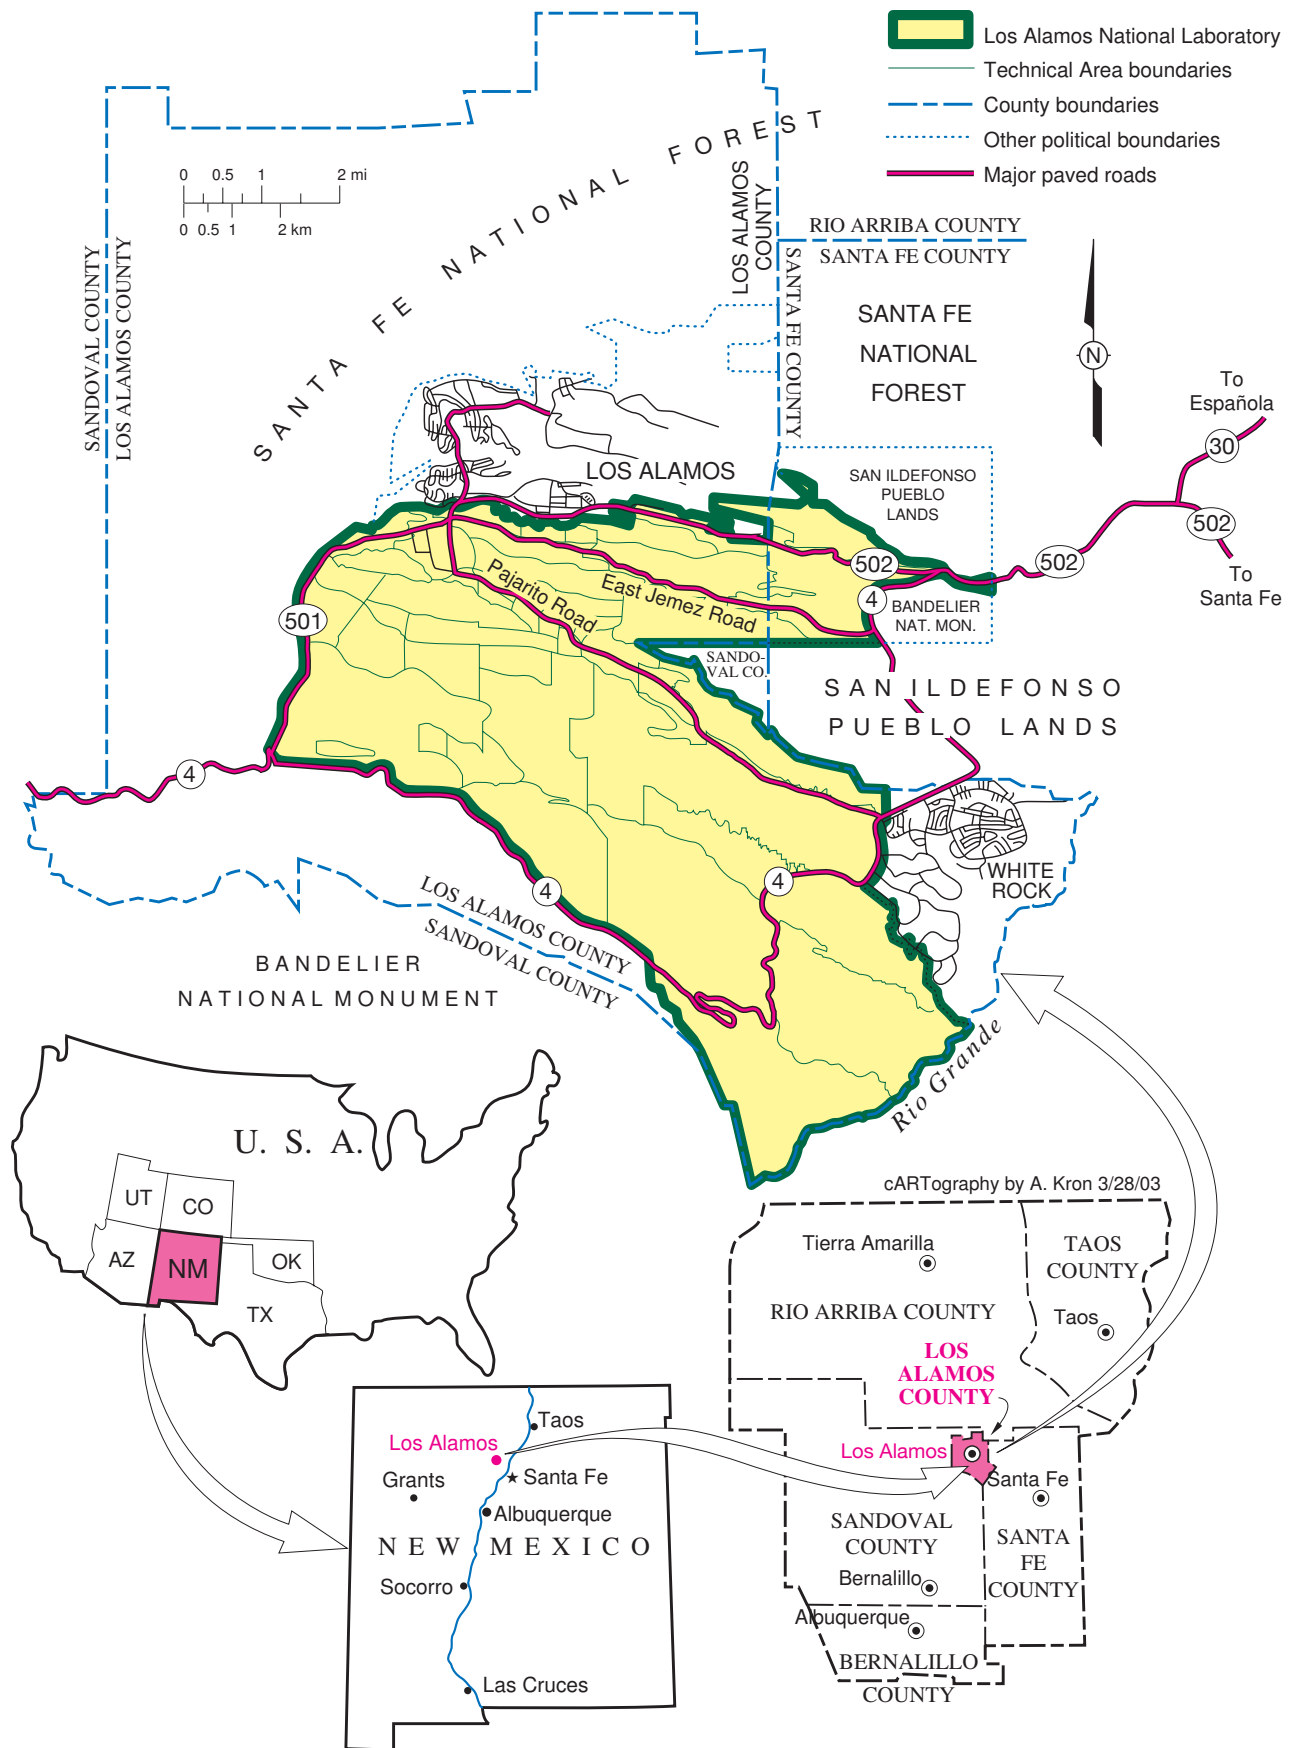 Los Alamos National Laboratory
Technical Area boundaries
County boundaries
Other political boundaries
Major paved roads
0 0.5 1 2 mi
0 0.5 1 2 km
SANTA FE NATIONAL FOREST
SANDOVAL COUNTY
LOS ALAMOS COUNTY
LOS ALAMOS
COUNTY
SANTA FE COUNTY
RIO ARRIBA COUNTY
SANTA FE COUNTY
SANTA FE
NATIONAL
FOREST
N
To
Española
30
502
To
Santa Fe
502
LOS ALAMOS
SAN ILDEFONSO
PUEBLO
LANDS
502
4
BANDELIER
NAT. MON.
East Jemez Road
Pajarito Road
501
SANDO-
VAL CO.
SAN ILDEFONSO
PUEBLO LANDS
4
4
4
WHITE
ROCK
LOS ALAMOS COUNTY
SANDOVAL COUNTY
BANDELIER
NATIONAL MONUMENT
Rio Grande
U. S. A.
UT
CO
AZ
NM
OK
TX
cARTography by A. Kron 3/28/03
Tierra Amarilla
TAOS
COUNTY
RIO ARRIBA COUNTY
Taos
LOS
ALAMOS
COUNTY
Los Alamos
Santa Fe
SANDOVAL
COUNTY
SANTA
FE
COUNTY
Bernalillo
Albuquerque
BERNALILLO
COUNTY
Taos
Los Alamos
Grants
Santa Fe
Albuquerque
NEW MEXICO
Socorro
Las Cruces